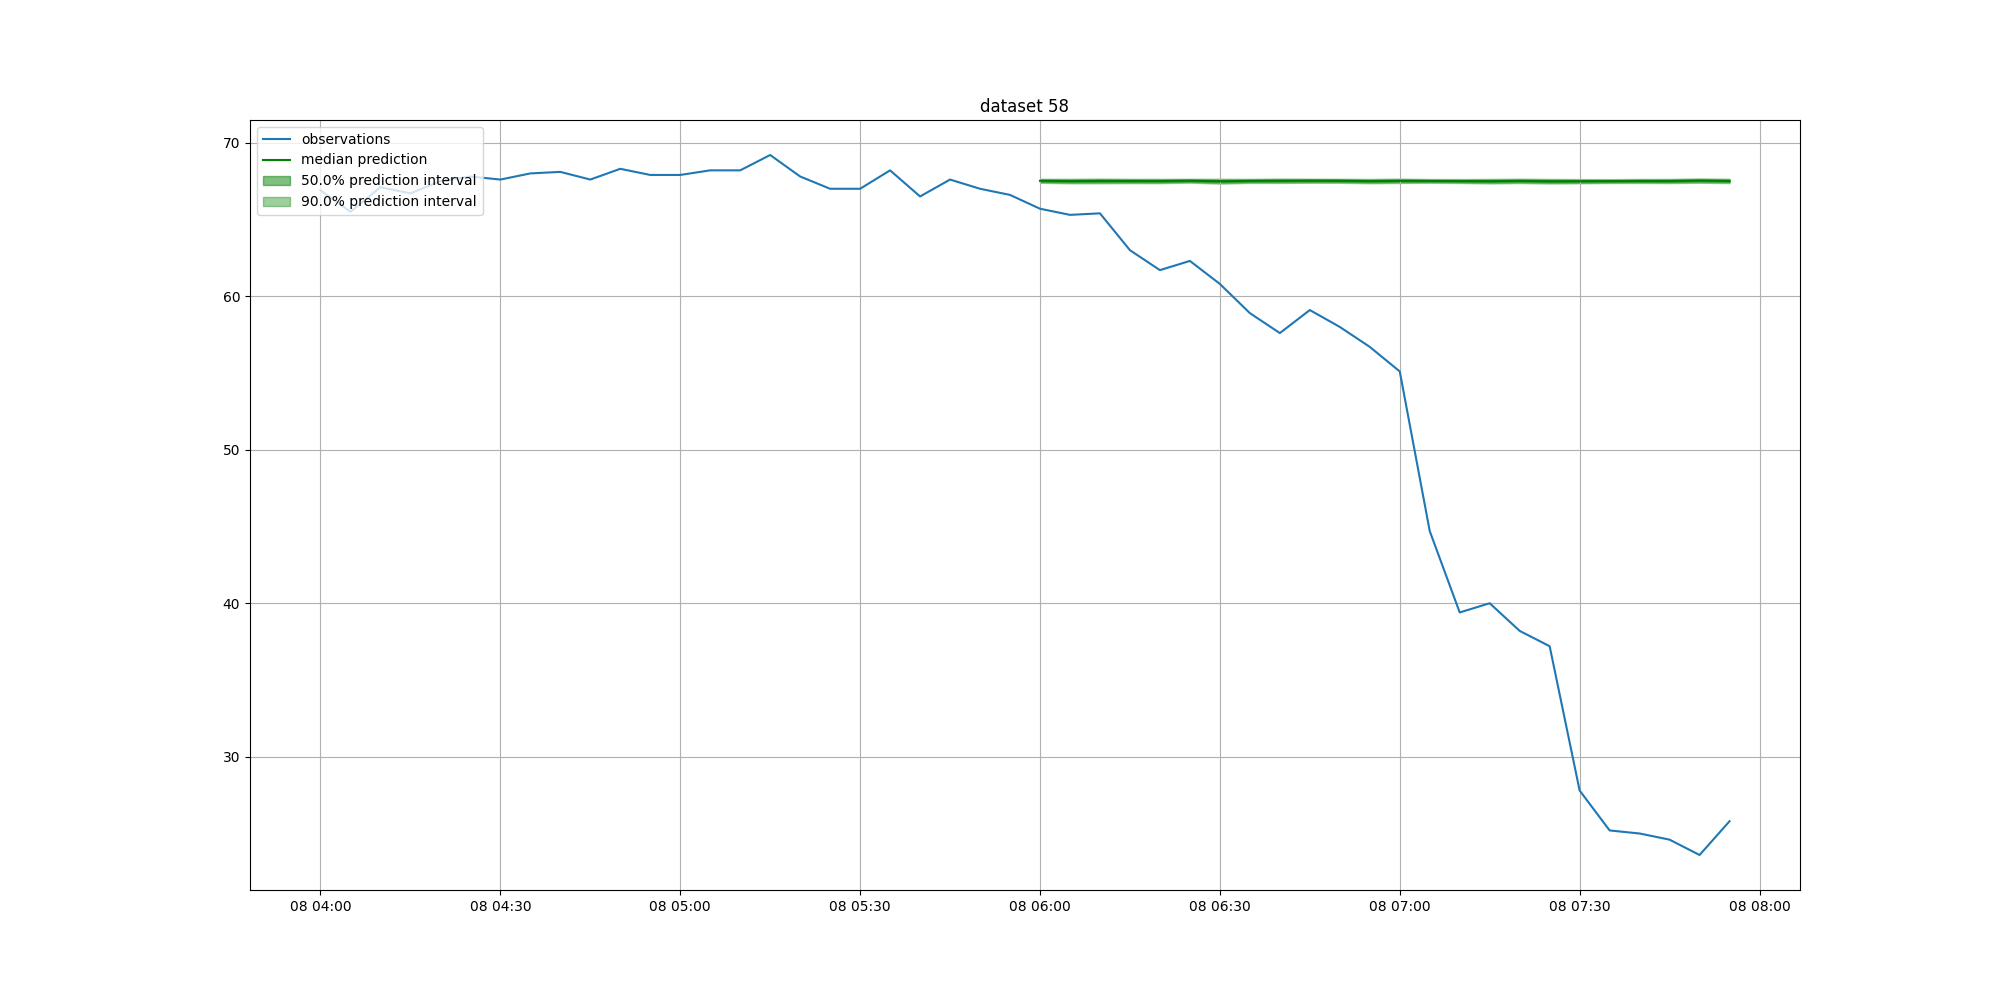 dataset 58
observations
median prediction
50.0% prediction interval
90.0% prediction interval
70
60
50
40
30
08 04:00
08 04:30
08 05:00
08 05:30
08 06:00
08 06:30
08 07:00
08 07:30
08 08:00